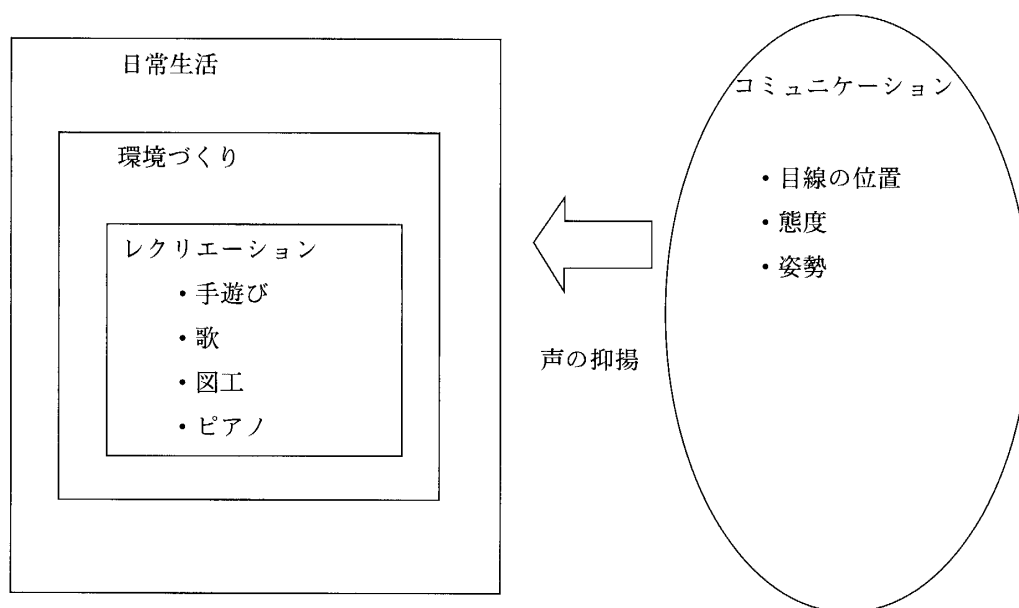 日常生活
環境づくり
レクリエーション
・手遊び
・歌
・図工
・ピアノ
声の抑揚
コミュニケーション
・目線の位置
・態度
・姿勢